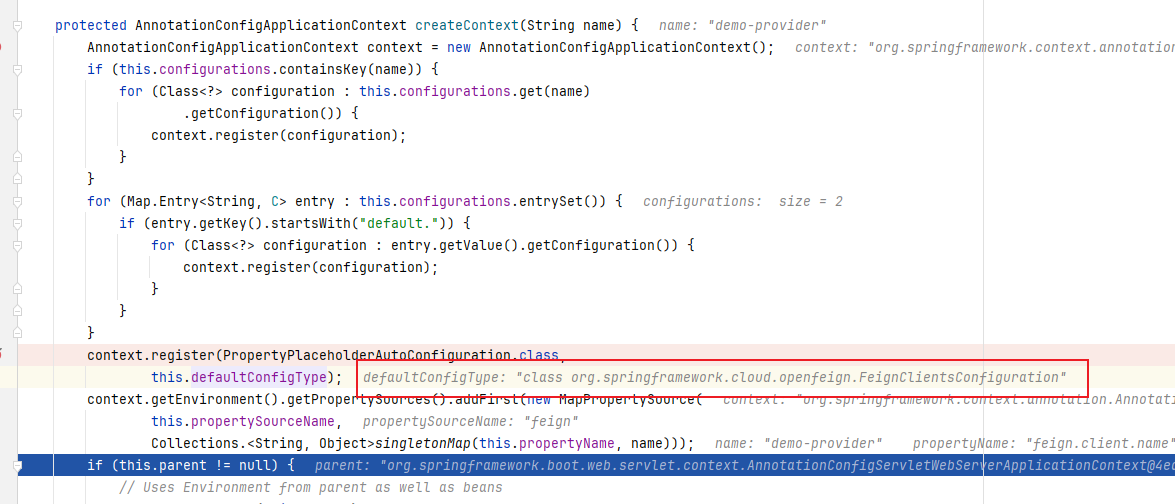 protected AnnotationConfigApplicationContext createContext(String name) { name: "demo-provider"
AnnotationConfigApplicationContext context = new AnnotationConfigApplicationContext(); context: "org.springframework.context.annotation
if (this.configurations.containsKey(name)) {
for (Class<?> configuration : this.configurations.get(name)
.getConfiguration()) {
context.register(configuration);
}
}
for (Map.Entry<String, C> entry : this.configurations.entrySet()) { configurations: size = 2
if (entry.getKey().startsWith("default.")) {
for (Class<?> configuration : entry.getValue().getConfiguration()) {
context.register(configuration);
}
}
}
context.register(PropertyPlaceholderAutoConfiguration.class,
this.defaultConfigType); defaultConfigType: "class org.springframework.cloud.openfeign.FeignClientsConfiguration"
context.getEnvironment().getPropertySources().addFirst(new MapPropertySource( context: "org.springframework.context.annotation.Annotati
this.propertySourceName, propertySourceName: "feign"
Collections.<String, Object>singletonMap(this.propertyName, name))); name: "demo-provider" propertyName: "feign.client.name"
if (this.parent != null) { parent: "org.springframework.boot.web.servlet.context.AnnotationConfigServletWebServerApplicationContext@4ed
// Uses Environment from parent as well as beans